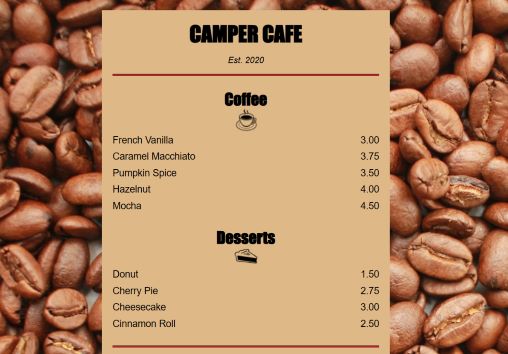 CAMPER CAFE
Est. 2020
Coffee
French Vanilla 3.00
Caramel Macchiato 3.75
Pumpkin Spice 3.50
Hazelnut 4.00
Mocha 4.50
Desserts
Donut 1.50
Cherry Pie 2.75
Cheesecake 3.00
Cinnamon Roll 2.50